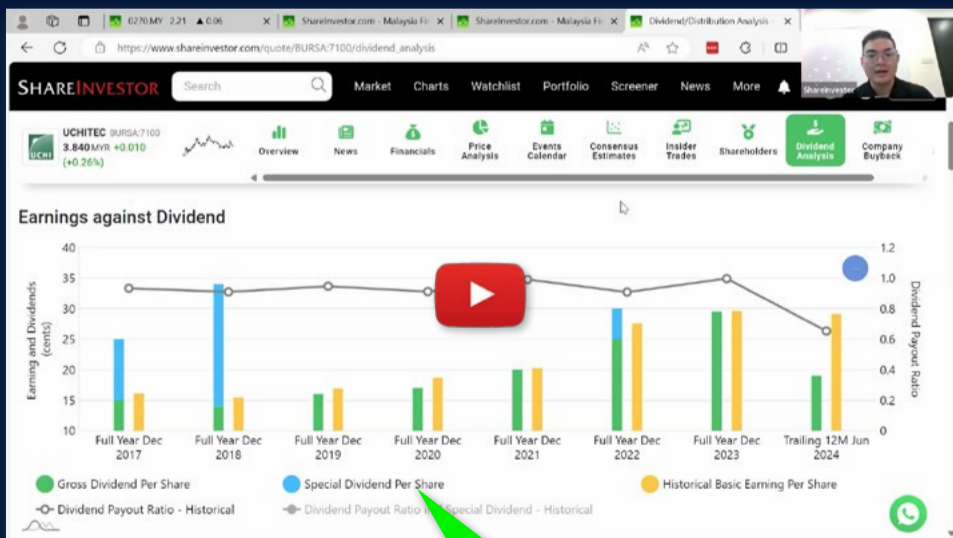 0270.MY 2.21 ▲0.06
ShareInvestor.com - Malaysia Fir
ShareInvestor.com - Malaysia Fir
Dividend/Distribution Analysis -
https://www.shareinvestor.com/quote/BURSA:7100/dividend_analysis
SHAREINVESTOR
Search
Market Charts Watchlist Portfolio Screener News More
ShareInvestor
UCHI
UCHITEC BURSA:7100
3.840 MYR +0.010
(+0.26%)
Overview
News
Financials
Price
Analysis
Events
Calendar
Consensus
Estimates
Insider
Trades
Shareholders
Dividend
Analysis
Company
Buyback
Earnings against Dividend
Earning and Dividends
(cents)
40
35
30
25
20
15
10
1.2
1.0
0.8
0.6
0.4
0.2
0
Dividend Payout Ratio
Full Year Dec
2017
Full Year Dec
2018
Full Year Dec
2019
Full Year Dec
2020
Full Year Dec
2021
Full Year Dec
2022
Full Year Dec
2023
Trailing 12M Jun
2024
Gross Dividend Per Share
Special Dividend Per Share
Historical Basic Earning Per Share
Dividend Payout Ratio - Historical
Dividend Payout Ratio Special Dividend - Historical